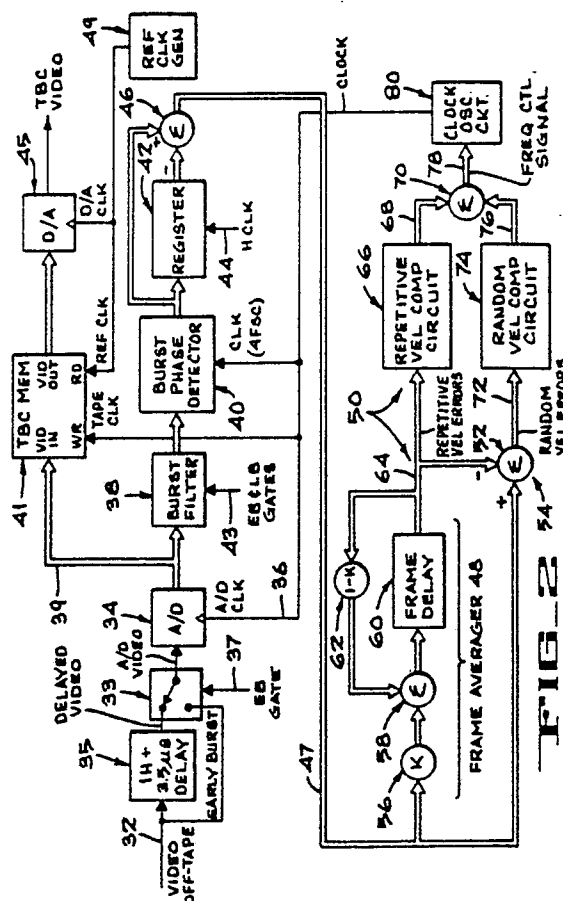 VIDEO
OFF-TAPE
32
1H +
3.5μS
DELAY
35
EARLY BURST
DELAYED
VIDEO
33
EB
GATE
37
A/D
VIDEO
A/D
34
A/D
CLK
36
39
BURST
FILTER
38
EB & LB
GATES
43
BURST
PHASE
DETECTOR
40
CLK
(4FSC)
REGISTER
42
H CLK
44
Σ
46
+
-
TBC MEM
VID
IN
VID
OUT
WR
RD
41
TAPE
CLK
REF CLK
D/A
45
D/A
CLK
TBC
VIDEO
REF
CLK
GEN
49
CLOCK
47
K
56
Σ
58
FRAME
DELAY
60
1-K
62
FRAME AVERAGER 48
64
50
REPETITIVE
VEL ERRORS
REPETITIVE
VEL COMP
CIRCUIT
66
68
Σ
52
+
-
54
72
RANDOM
VEL ERRORS
RANDOM
VEL COMP
CIRCUIT
74
76
Σ
70
78
CLOCK
OSC.
CKT.
80
FREQ CTL
SIGNAL
FIG_2